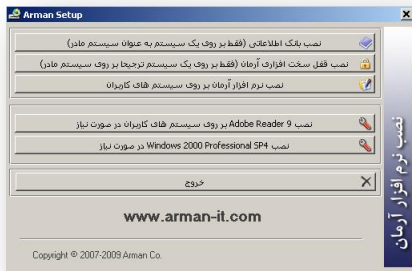 Arman Setup
نصب بانک اطلاعاتی (فقط بر روی یک سیستم به عنوان سیستم مادر)
نصب قفل سخت افزاری آرمان (فقط بر روی یک سیستم ترجیحا بر روی سیستم مادر)
نصب نرم افزار آرمان بر روی سیستم های کاربران
نصب Adobe Reader 9 بر روی سیستم های کاربران در صورت نیاز
نصب Windows 2000 Professional SP4 در صورت نیاز
خروج
www.arman-it.com
Copyright © 2007-2009 Arman Co.
نصب نرم افزار آرمان